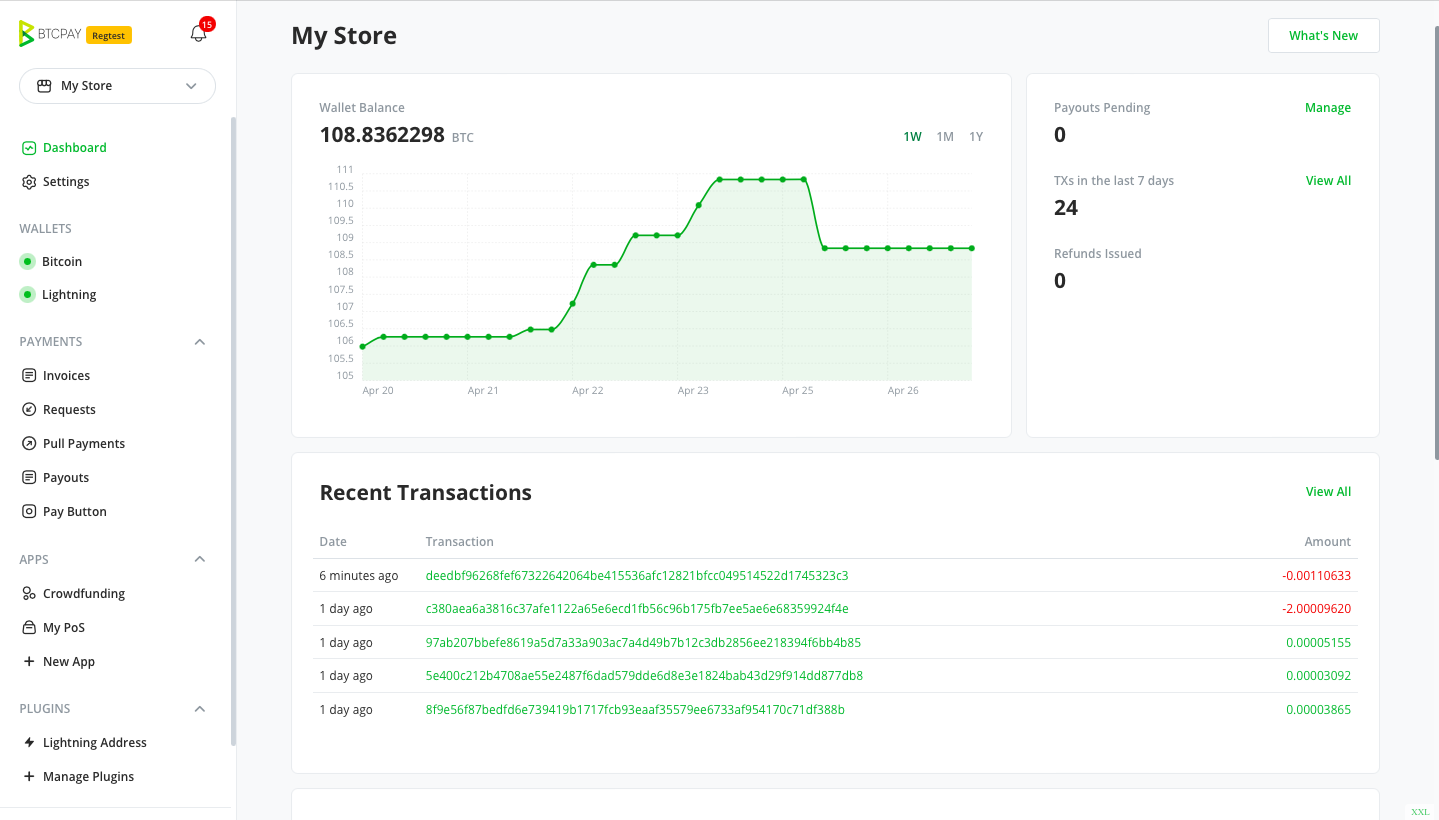 BTCPAY Regtest 15
My Store
Dashboard
Settings
WALLETS
Bitcoin
Lightning
PAYMENTS
Invoices
Requests
Pull Payments
Payouts
Pay Button
APPS
Crowdfunding
My PoS
New App
PLUGINS
Lightning Address
Manage Plugins
My Store
What's New
Wallet Balance
108.8362298 BTC
1W 1M 1Y
111
110.5
110
109.5
109
108.5
108
107.5
107
106.5
106
105.5
105
Apr 20 Apr 21 Apr 22 Apr 23 Apr 25 Apr 26
Payouts Pending Manage
0
TXs in the last 7 days View All
24
Refunds Issued
0
Recent Transactions View All
Date Transaction Amount
6 minutes ago deedbf96268fef67322642064be415536afc12821bfcc049514522d1745323c3 -0.00110633
1 day ago c380aea6a3816c37afe1122a65e6ecd1fb56c96b175fb7ee5ae6e68359924f4e -2.00009620
1 day ago 97ab207bbefe8619a5d7a33a903ac7a4d49b7b12c3db2856ee218394f6bb4b85 0.00005155
1 day ago 5e400c212b4708ae55e2487f6dad579dde6d8e3e1824bab43d29f914dd877db8 0.00003092
1 day ago 8f9e56f87bedfd6e739419b1717fcb93eaaf35579ee6733af954170c71df388b 0.00003865
XXL